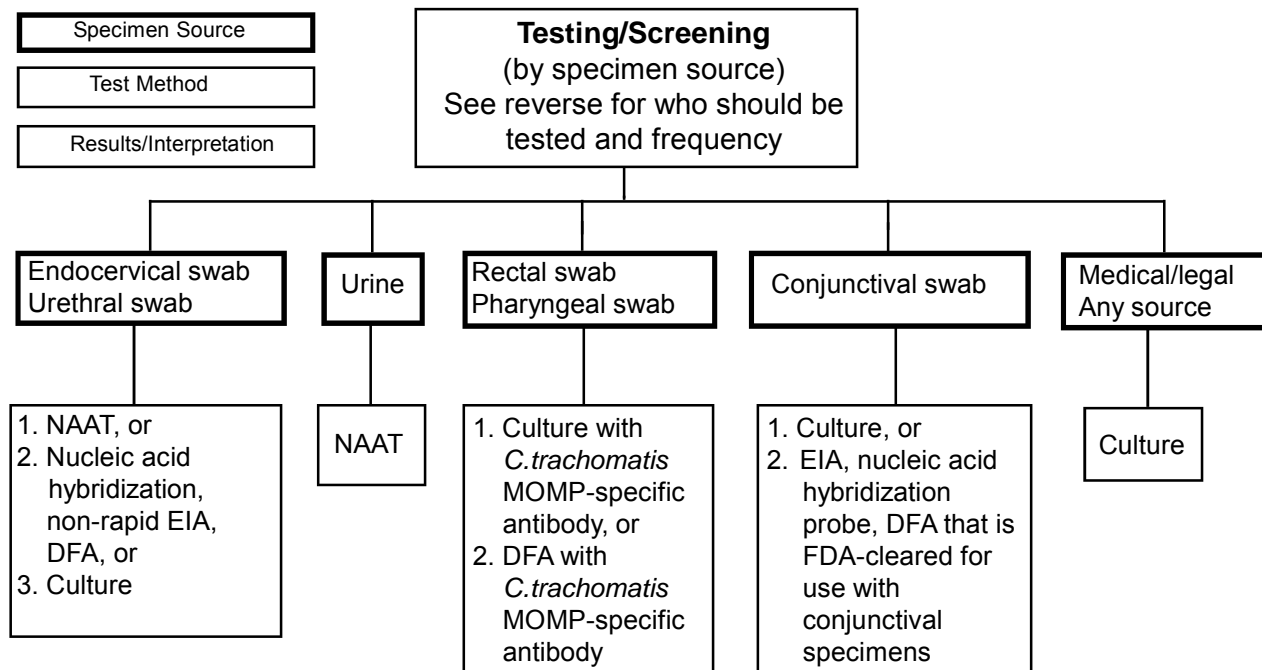 Specimen Source
Test Method
Results/Interpretation
Testing/Screening
(by specimen source)
See reverse for who should be
tested and frequency
Endocervical swab
Urethral swab
Urine
Rectal swab
Pharyngeal swab
Conjunctival swab
Medical/legal
Any source
1. NAAT, or
2. Nucleic acid
hybridization,
non-rapid EIA,
DFA, or
3. Culture
NAAT
1. Culture with
C.trachomatis
MOMP-specific
antibody, or
2. DFA with
C.trachomatis
MOMP-specific
antibody
1. Culture, or
2. EIA, nucleic acid
hybridization
probe, DFA that is
FDA-cleared for
use with
conjunctival
specimens
Culture